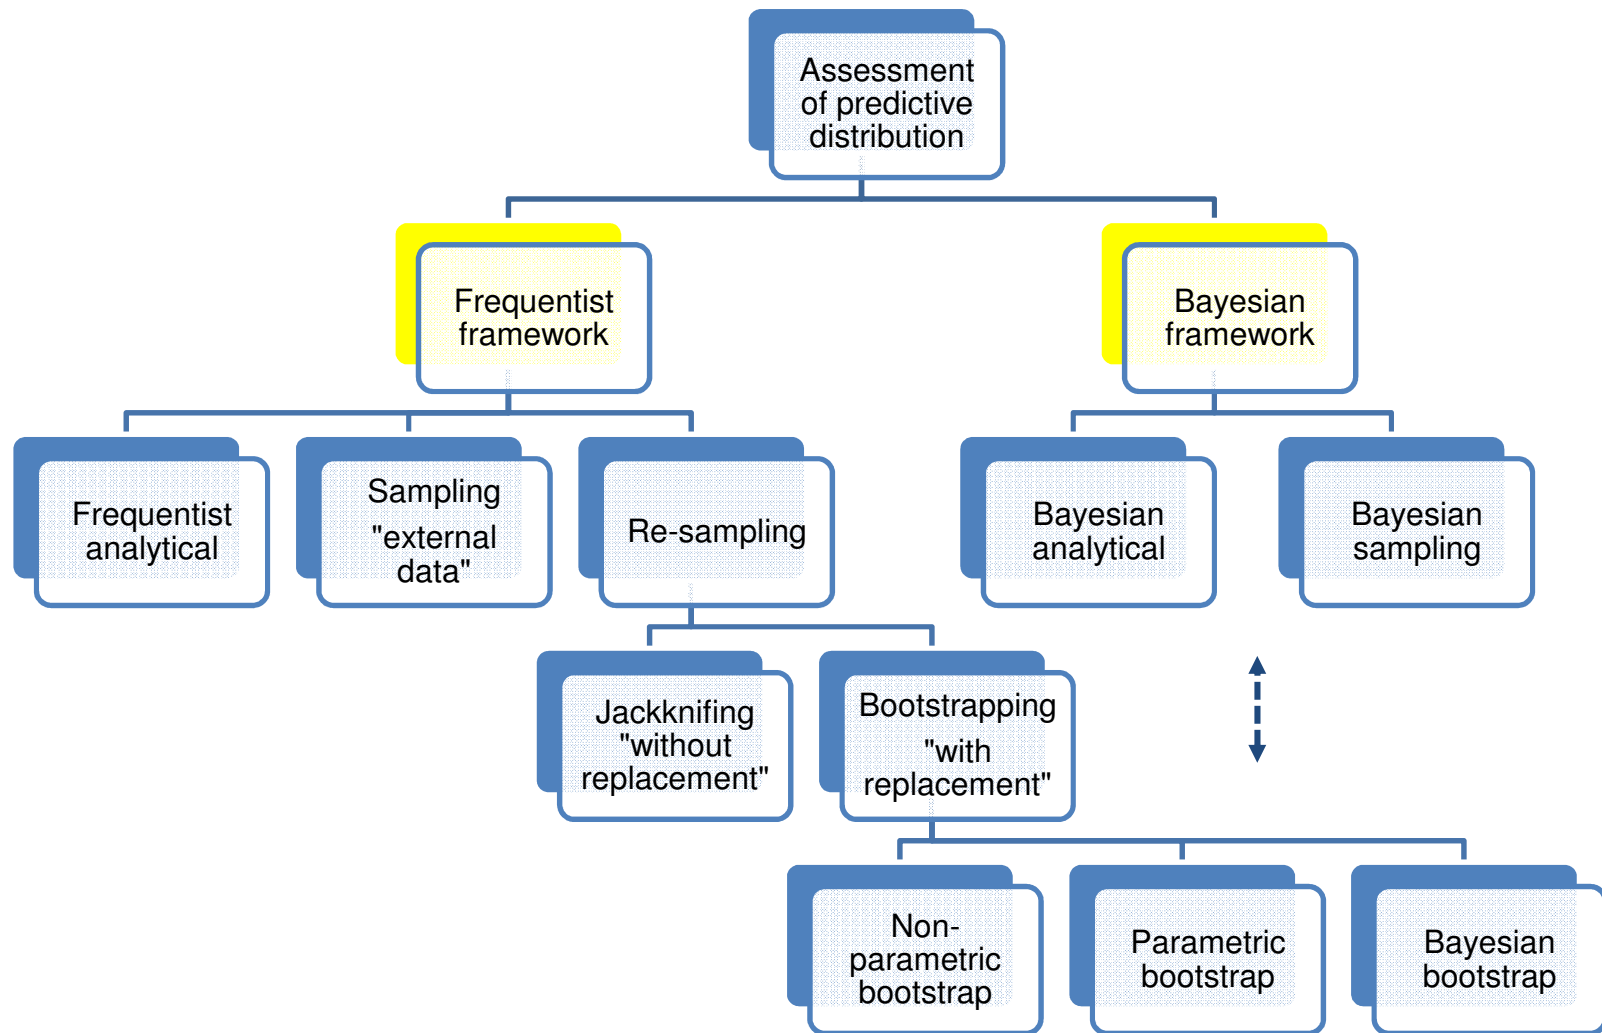 Assessment
of predictive
distribution
Frequentist
framework
Bayesian
framework
Frequentist
analytical
Sampling
"external
data"
Re-sampling
Bayesian
analytical
Bayesian
sampling
Jackknifing
"without
replacement"
Bootstrapping
"with
replacement"
Non-
parametric
bootstrap
Parametric
bootstrap
Bayesian
bootstrap